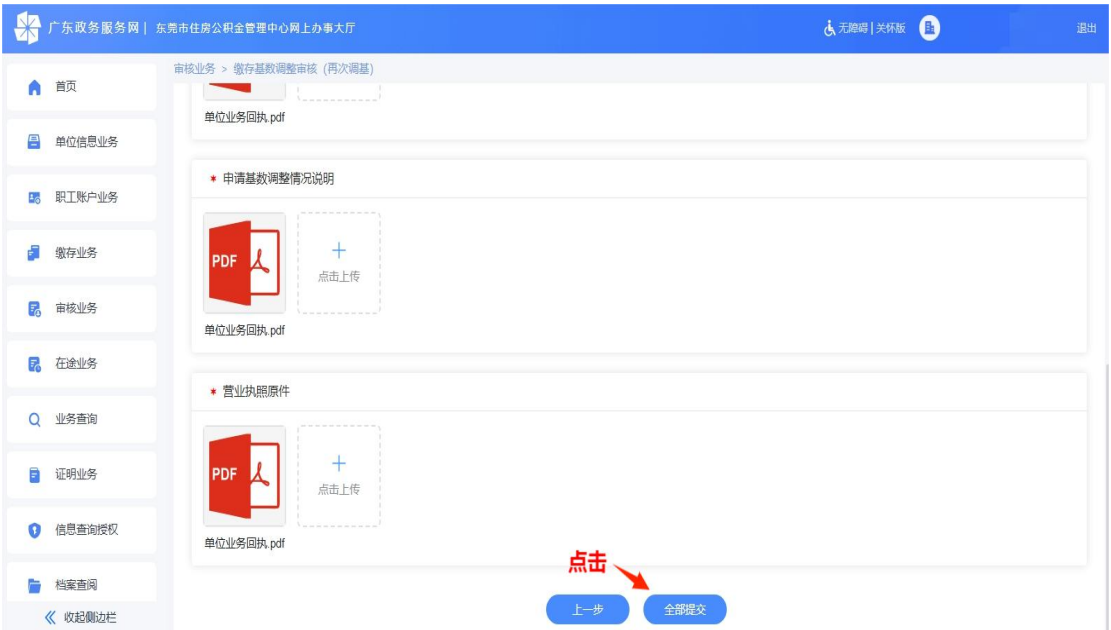 广东政务服务网 | 东莞市住房公积金管理中心网上办事大厅
无障碍 | 关怀版
退出
首页
单位信息业务
职工账户业务
缴存业务
审核业务
在途业务
业务查询
证明业务
信息查询授权
档案查阅
收起侧边栏
审核业务 > 缴存基数调整审核 (再次调基)
单位业务回执.pdf
* 申请基数调整情况说明
PDF
点击上传
单位业务回执.pdf
* 营业执照原件
PDF
点击上传
单位业务回执.pdf
点击
上一步
全部提交